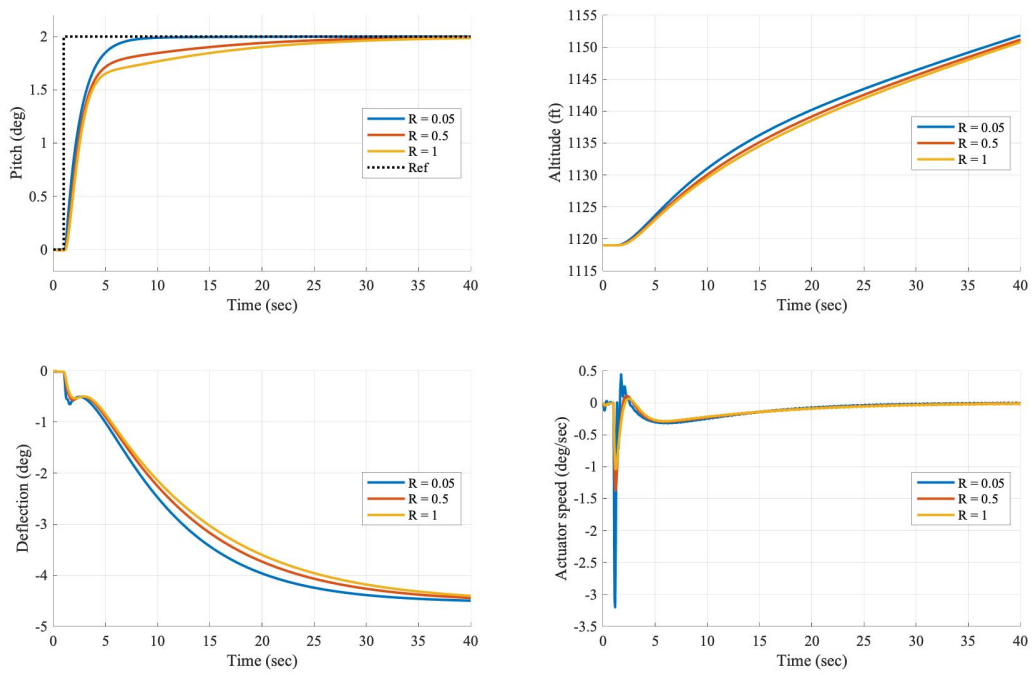 2
1.5
1
0.5
0
Pitch (deg)
R = 0.05
R = 0.5
R = 1
Ref
0 5 10 15 20 25 30 35 40
Time (sec)
1155
1150
1145
1140
1135
1130
1125
1120
1115
Altitude (ft)
R = 0.05
R = 0.5
R = 1
0 5 10 15 20 25 30 35 40
Time (sec)
0
-1
-2
-3
-4
-5
Deflection (deg)
R = 0.05
R = 0.5
R = 1
0 5 10 15 20 25 30 35 40
Time (sec)
0.5
0
-0.5
-1
-1.5
-2
-2.5
-3
-3.5
Actuator speed (deg/sec)
R = 0.05
R = 0.5
R = 1
0 5 10 15 20 25 30 35 40
Time (sec)